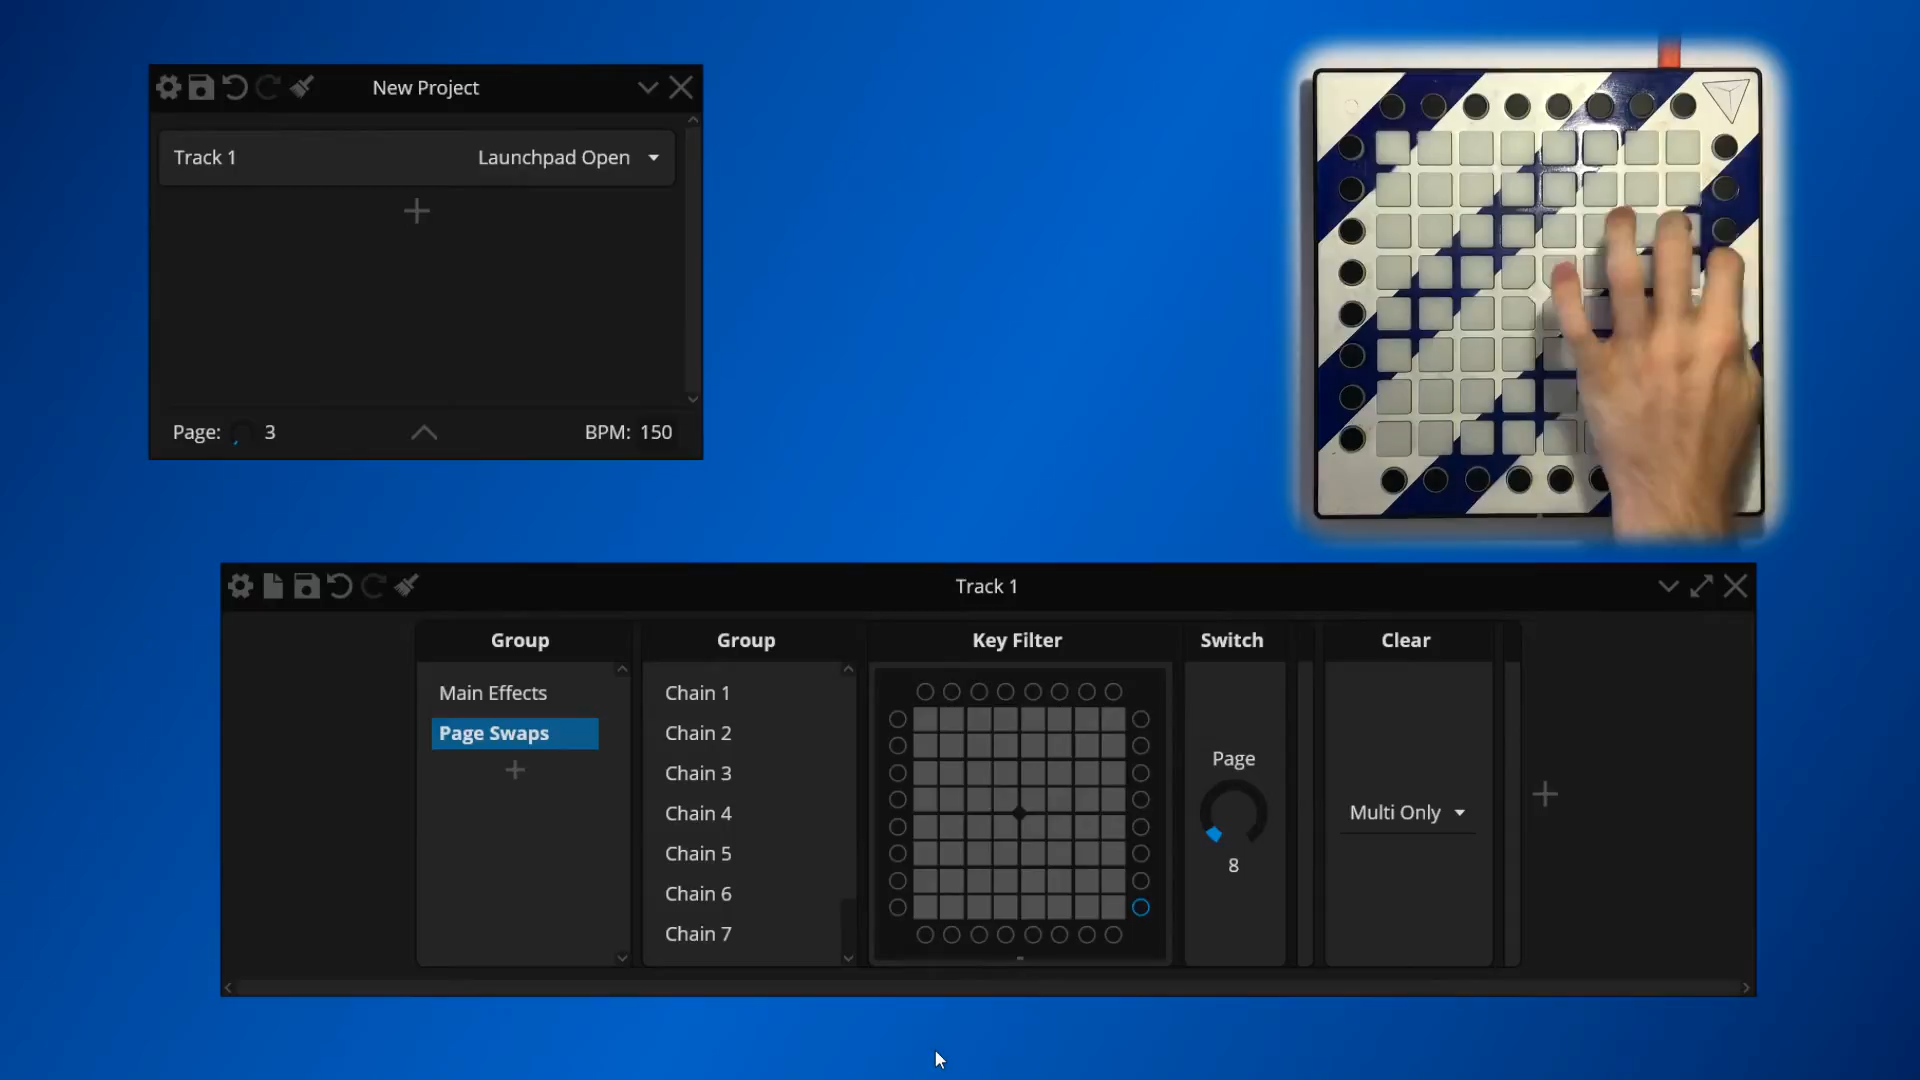 New Project
Track 1
Launchpad Open
Page: 3
BPM: 150
Track 1
Group
Main Effects
Page Swaps
Group
Chain 1
Chain 2
Chain 3
Chain 4
Chain 5
Chain 6
Chain 7
Key Filter
Switch
Page
8
Clear
Multi Only